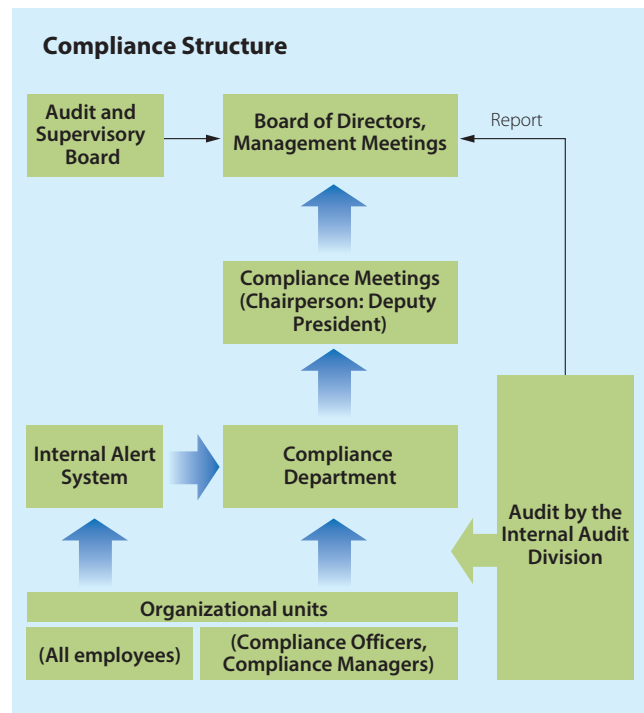 Compliance Structure
Audit and
Supervisory
Board
Board of Directors,
Management Meetings
Report
Compliance Meetings
(Chairperson: Deputy
President)
Internal Alert
System
Compliance
Department
Audit by the
Internal Audit
Division
Organizational units
(All employees)
(Compliance Officers,
Compliance Managers)